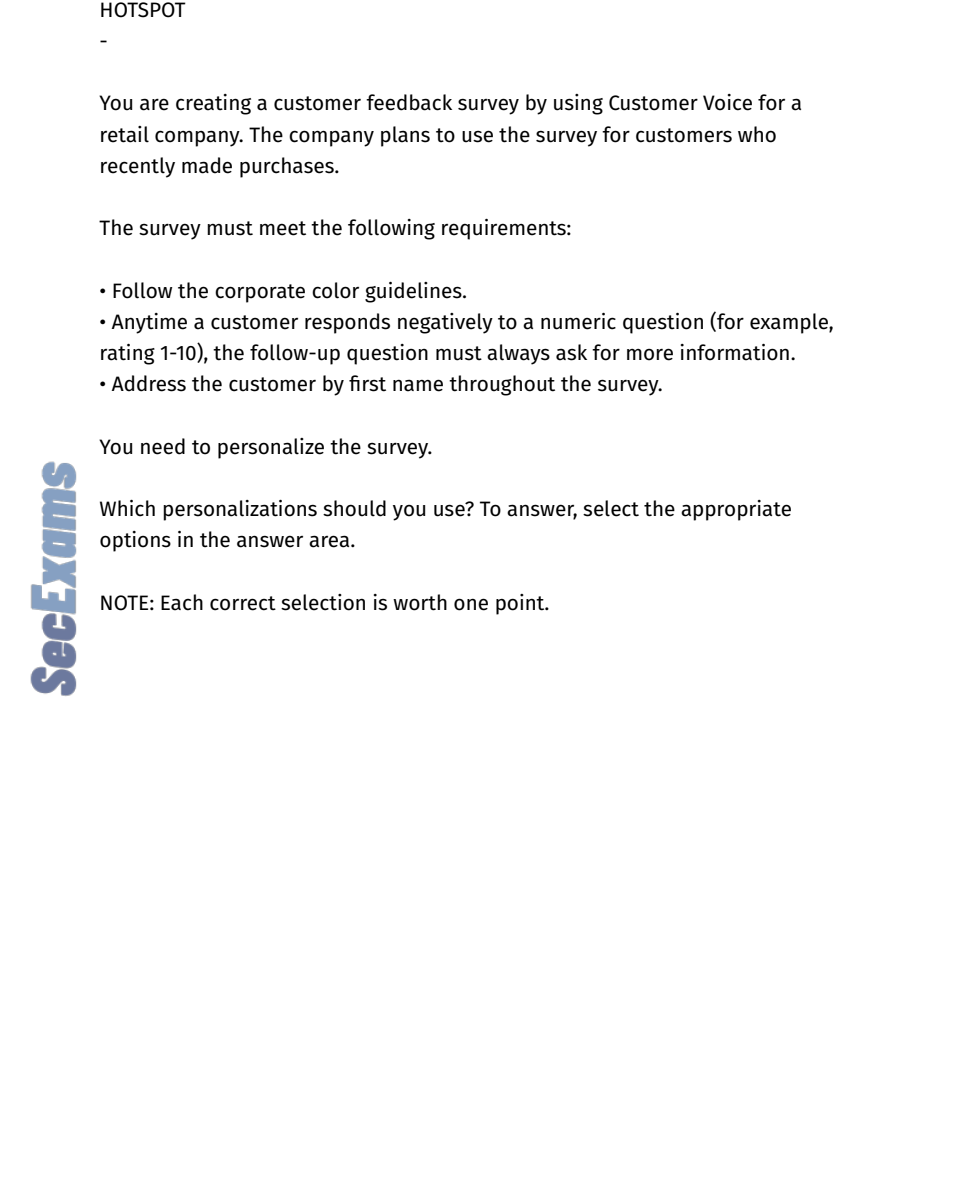 HOTSPOT
-
You are creating a customer feedback survey by using Customer Voice for a
retail company. The company plans to use the survey for customers who
recently made purchases.
The survey must meet the following requirements:
• Follow the corporate color guidelines.
• Anytime a customer responds negatively to a numeric question (for example,
rating 1-10), the follow-up question must always ask for more information.
• Address the customer by first name throughout the survey.
You need to personalize the survey.
Which personalizations should you use? To answer, select the appropriate
options in the answer area.
NOTE: Each correct selection is worth one point.
SecExams